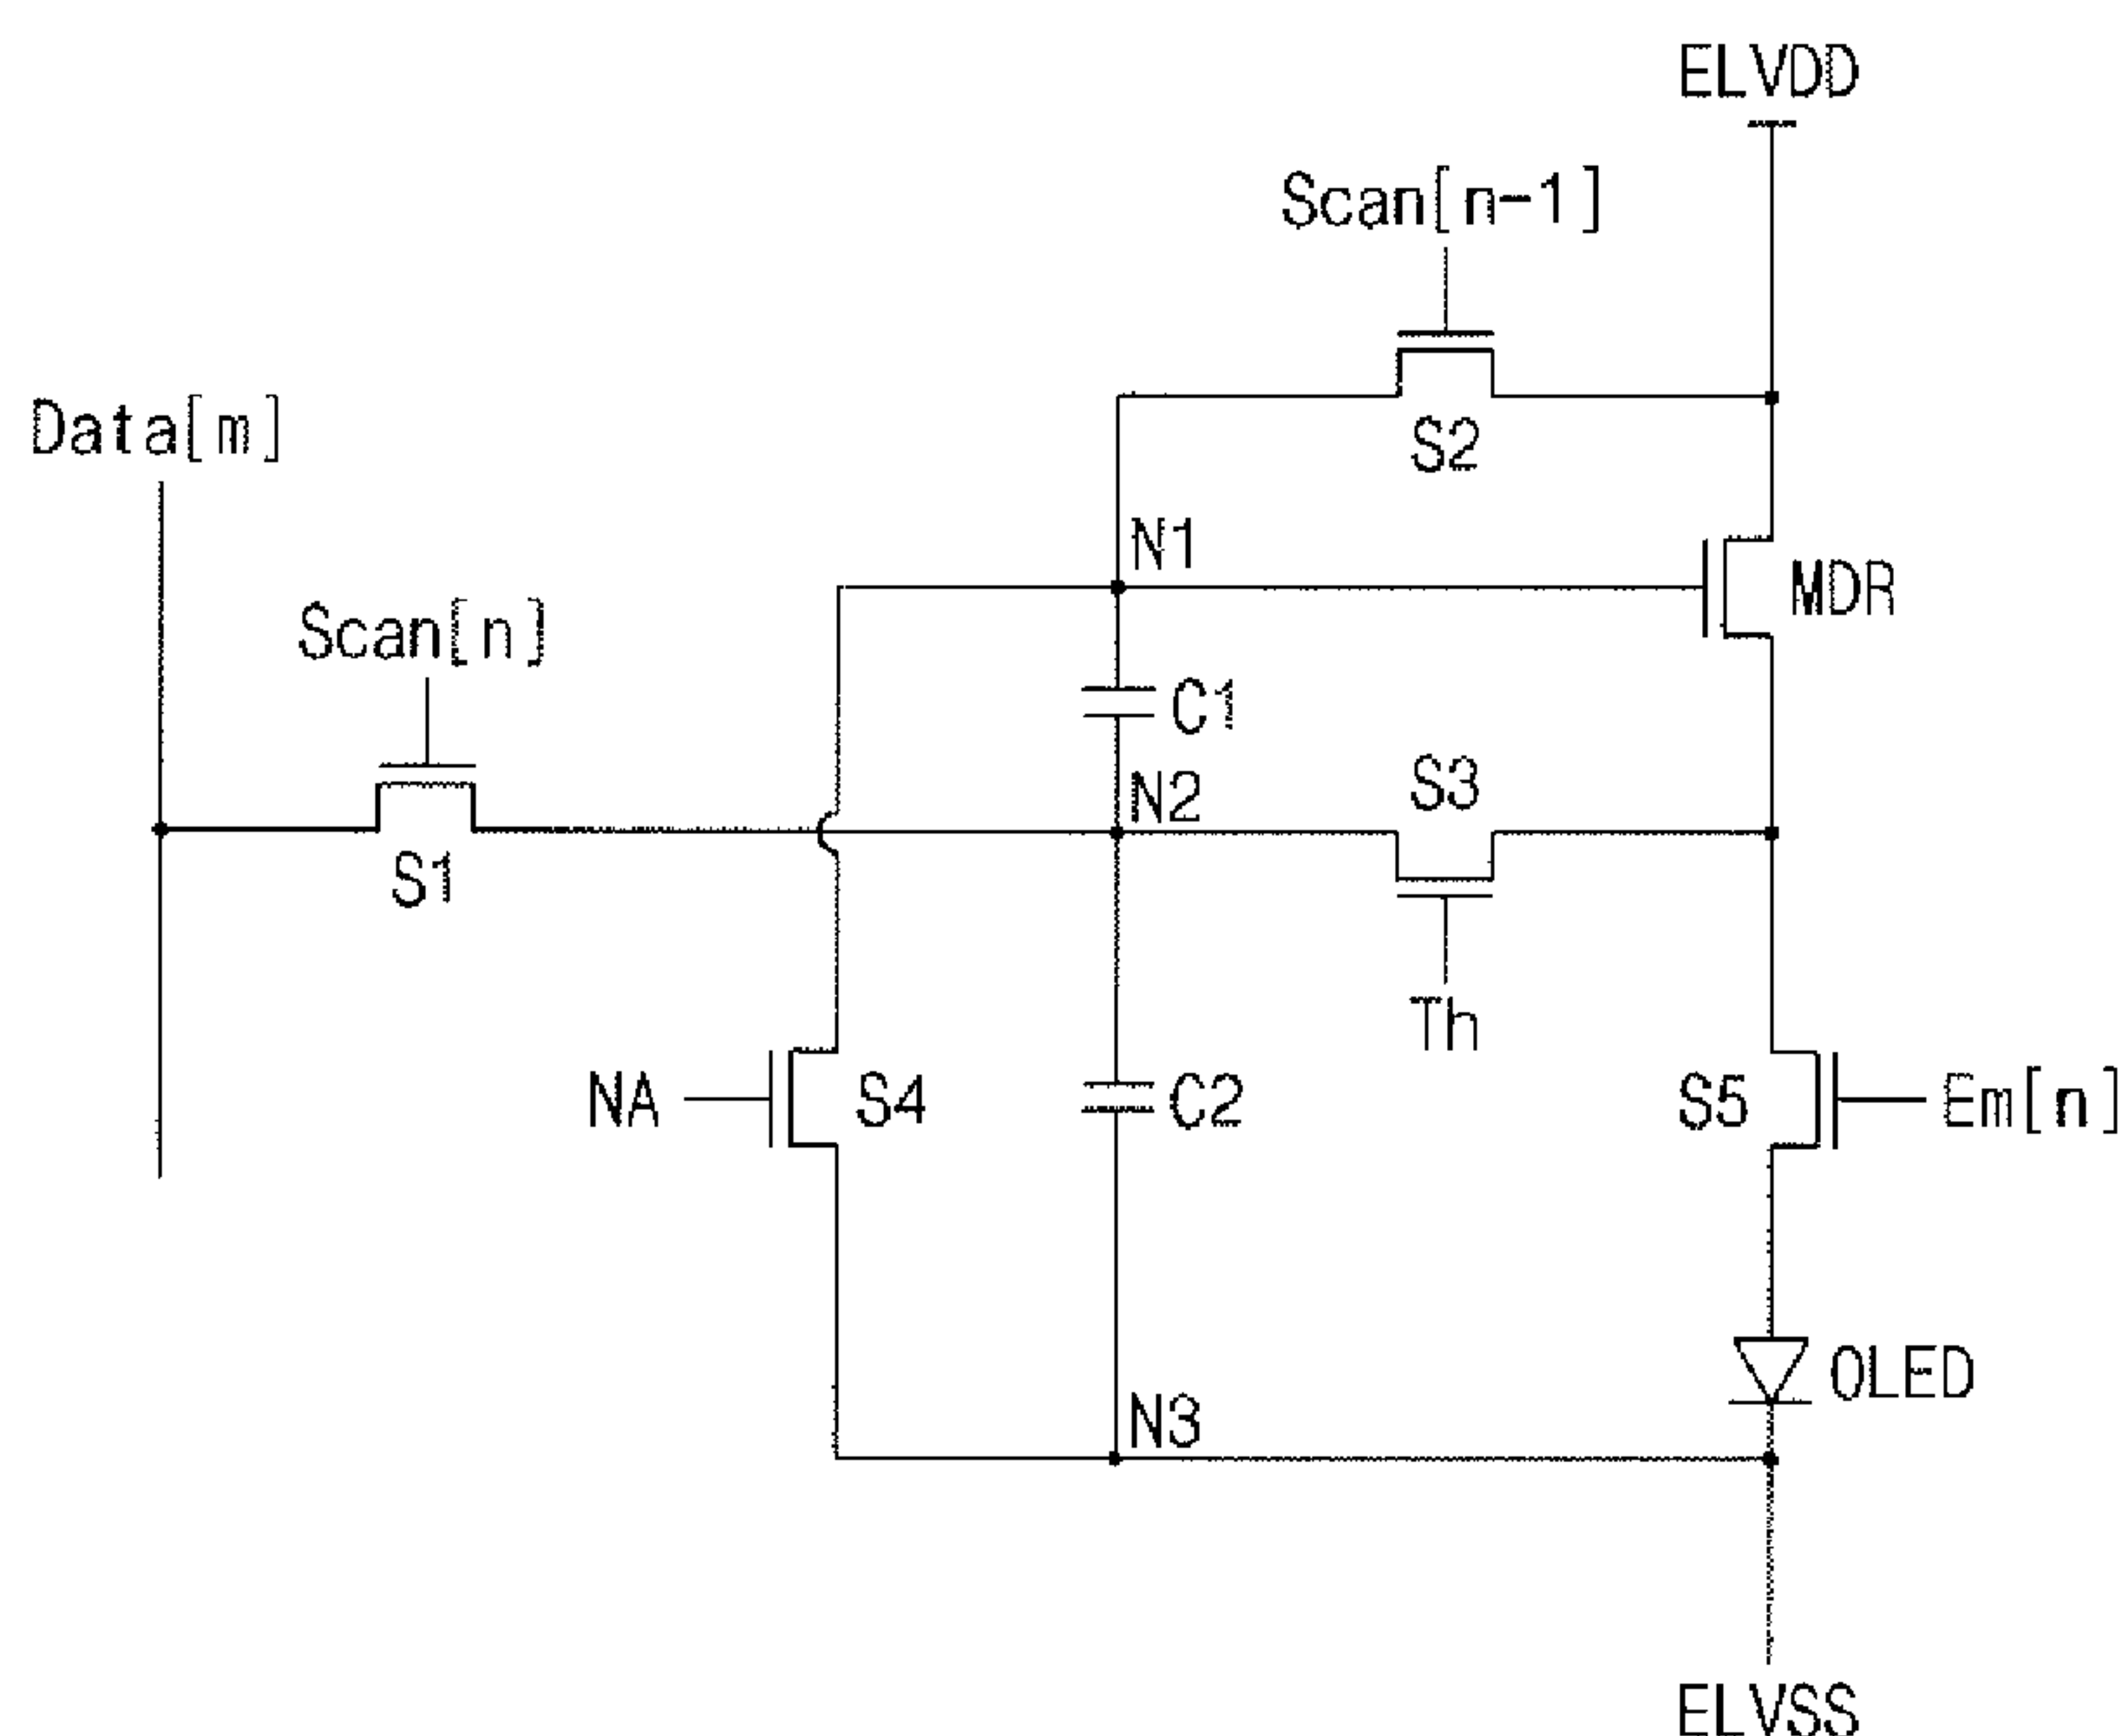 ELVDD
Scan[n-1]
Data[m]
S2
N1
MDR
Scan[n]
C1
S3
N2
S1
Th
NA
S4
C2
S5
Em[n]
OLED
N3
ELVSS